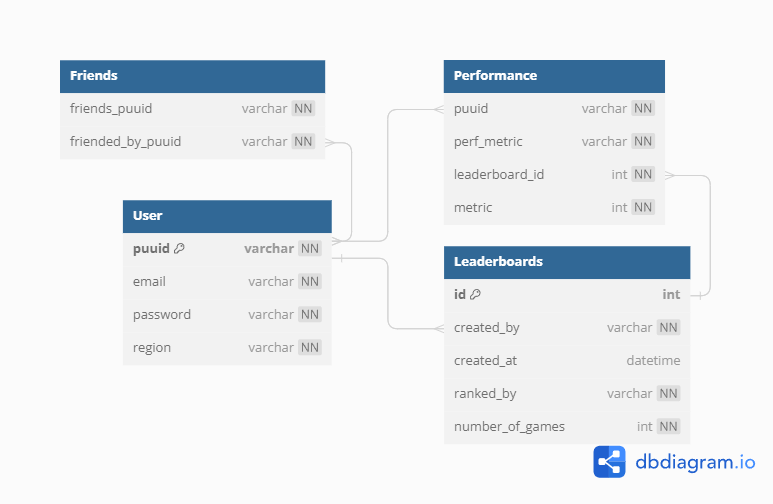 Friends
friends_puuid varchar NN
friended_by_puuid varchar NN
User
puuid varchar NN
email varchar NN
password varchar NN
region varchar NN
Performance
puuid varchar NN
perf_metric varchar NN
leaderboard_id int NN
metric int NN
Leaderboards
id int
created_by varchar NN
created_at datetime
ranked_by varchar NN
number_of_games int NN
dbdiagram.io